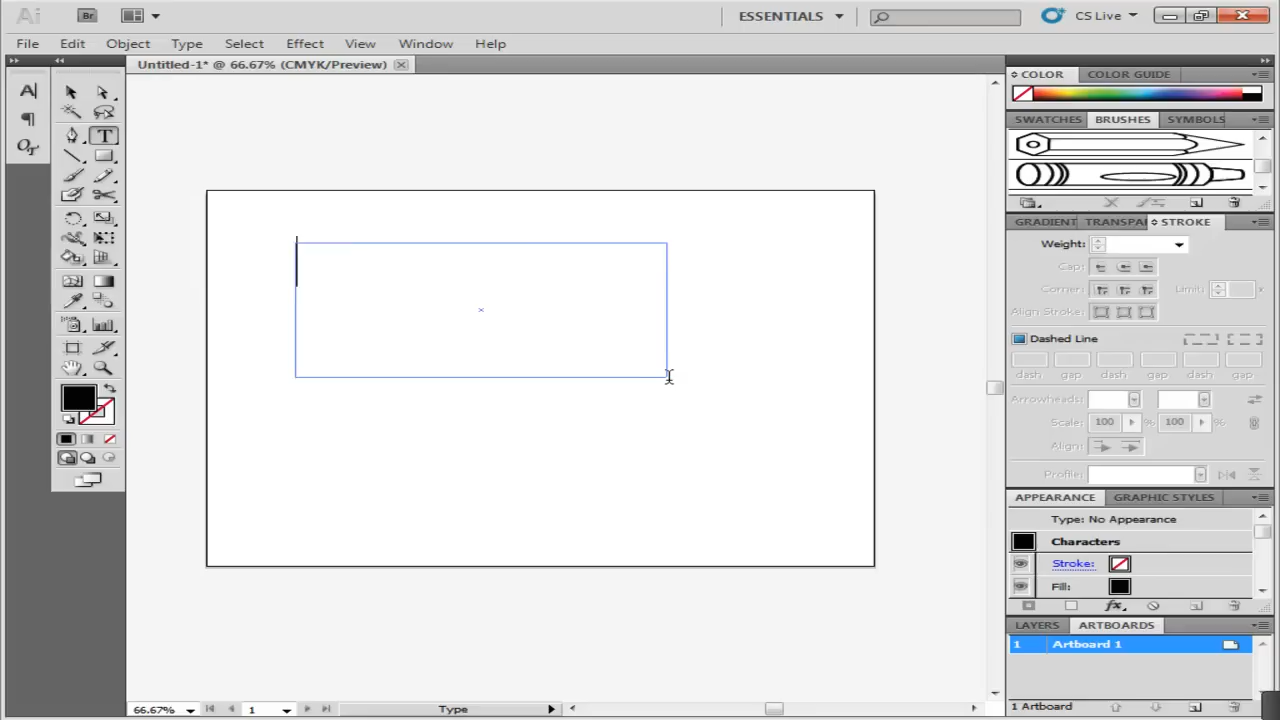 Ai Br ESSENTIALS CS Live
File Edit Object Type Select Effect View Window Help
Untitled-1* @ 66.67% (CMYK/Preview)
COLOR COLOR GUIDE
SWATCHES BRUSHES SYMBOLS
GRADIENT TRANSPA STROKE
Weight:
Cap:
Corner: Limit: x
Align Stroke:
Dashed Line
dash gap dash gap dash gap
Arrowheads:
Scale: 100 % 100 %
Align:
Profile:
APPEARANCE GRAPHIC STYLES
Type: No Appearance
Characters
Stroke:
Fill:
fx
LAYERS ARTBOARDS
1 Artboard 1
1 Artboard
66.67% 1 Type